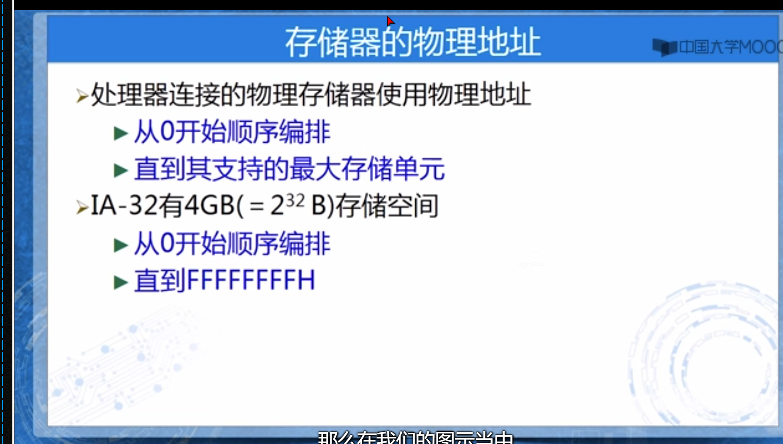 存储器的物理地址
中国大学MOOC
处理器连接的物理存储器使用物理地址
从0开始顺序编排
直到其支持的最大存储单元
IA-32有4GB( = 2³² B)存储空间
从0开始顺序编排
直到FFFFFFFFH
那么在我们的图示当中